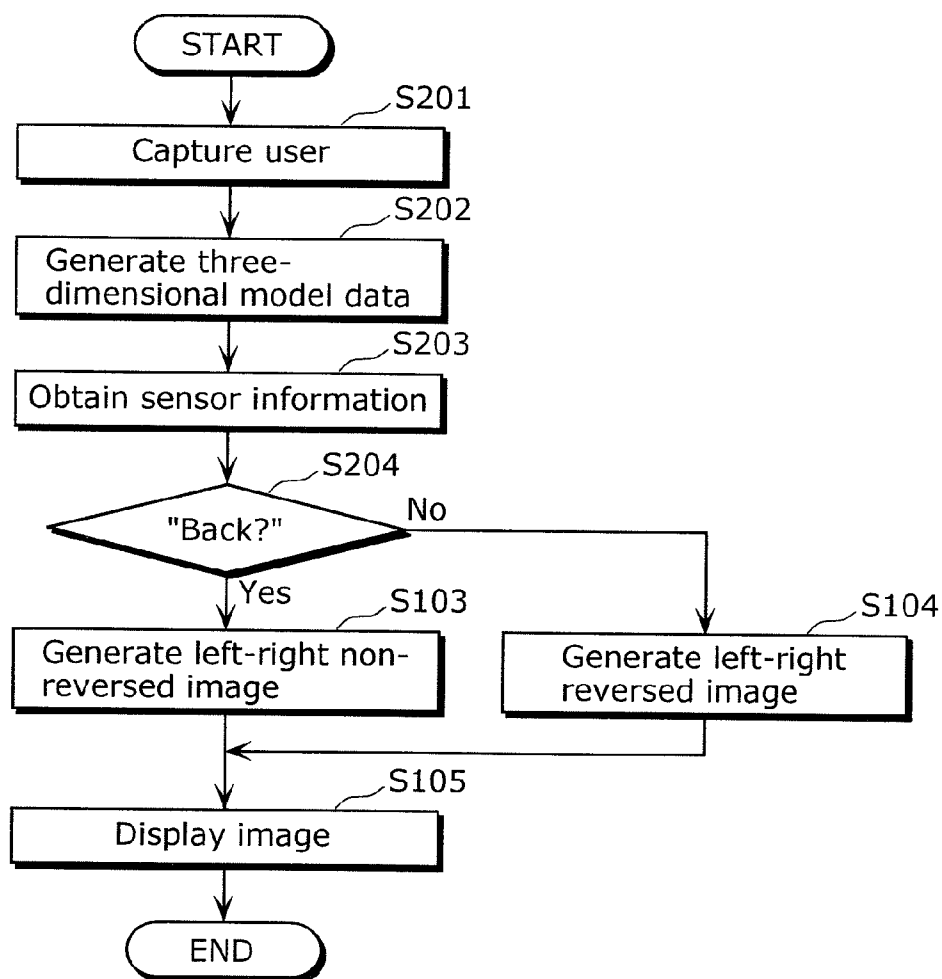 START
S201
Capture user
S202
Generate three-
dimensional model data
S203
Obtain sensor information
S204
"Back?"
No
Yes
S103
Generate left-right non-
reversed image
S104
Generate left-right
reversed image
S105
Display image
END